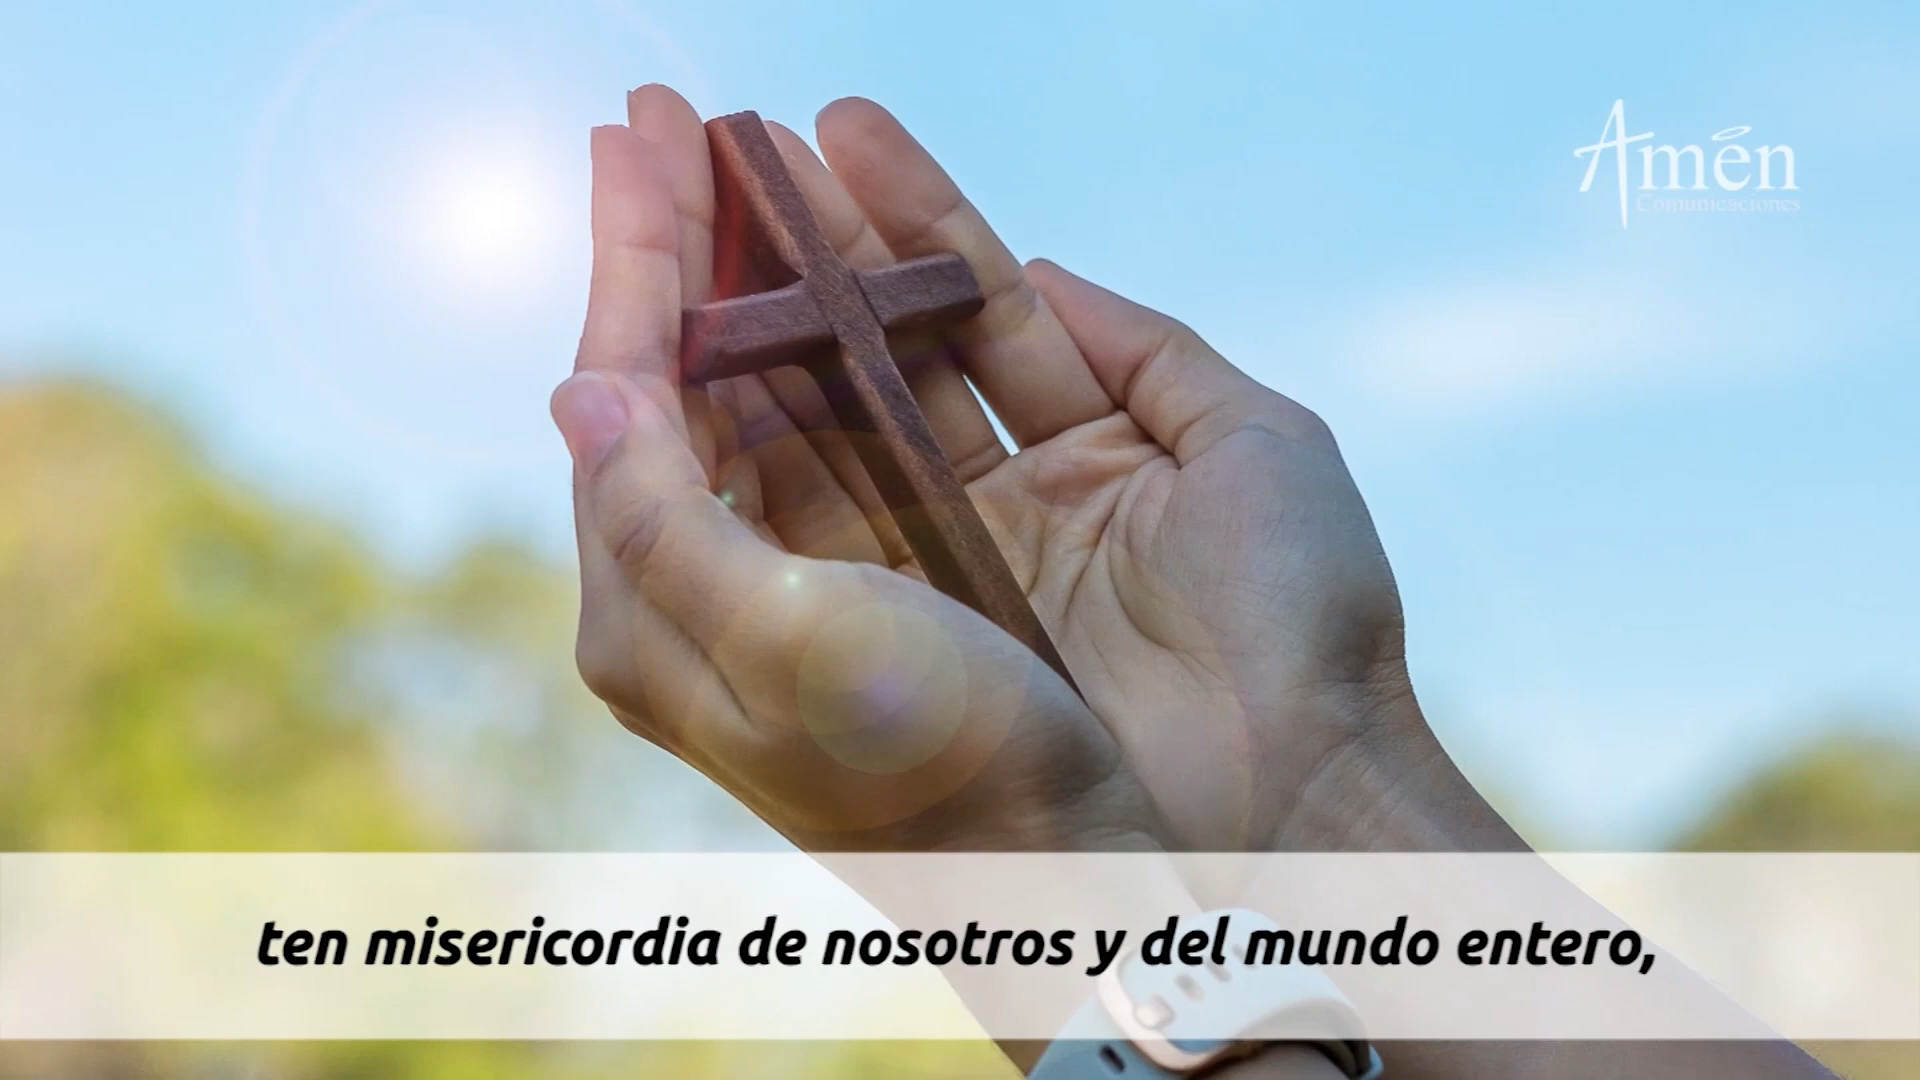 Amén
Comunicaciones
ten misericordia de nosotros y del mundo entero,